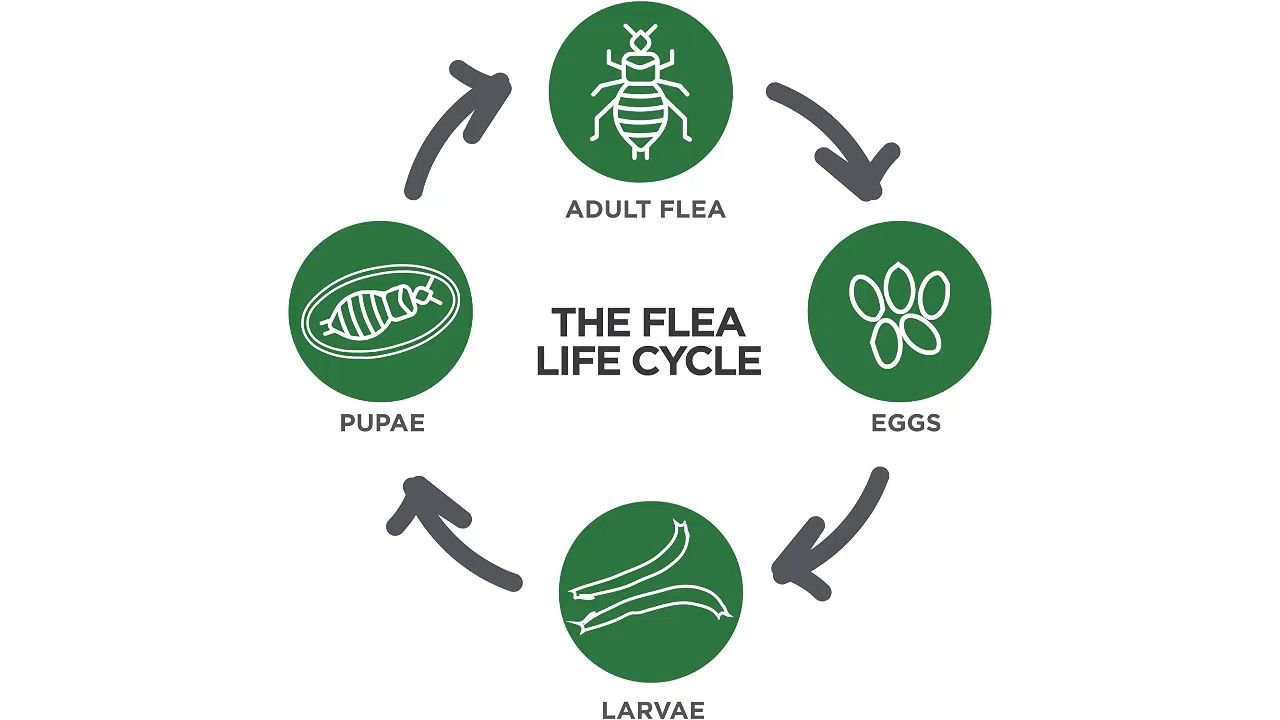 ADULT FLEA
THE FLEA
LIFE CYCLE
PUPAE
EGGS
LARVAE